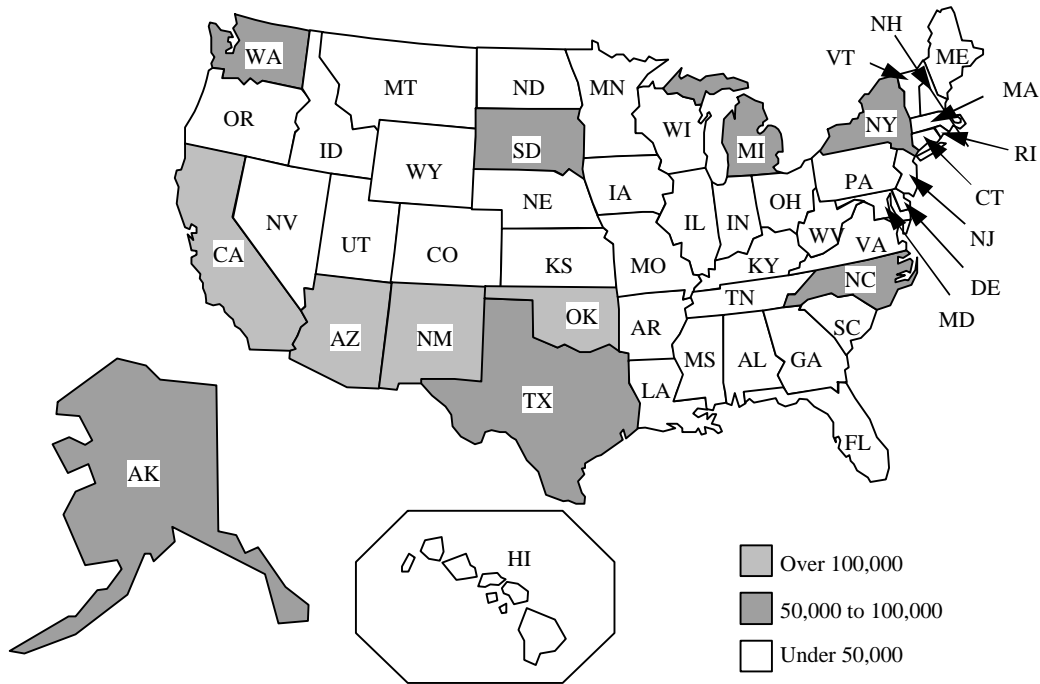 NH
ME
WA
VT
MT
ND
MN
MA
OR
NY
WI
MI
SD
ID
RI
WY
PA
IA
NE
CT
OH
IL
IN
NV
WV
NJ
UT
VA
CA
CO
KS
MO
KY
NC
DE
TN
OK
MD
AZ
NM
AR
SC
MS
AL
GA
LA
TX
FL
AK
HI
Over 100,000
50,000 to 100,000
Under 50,000